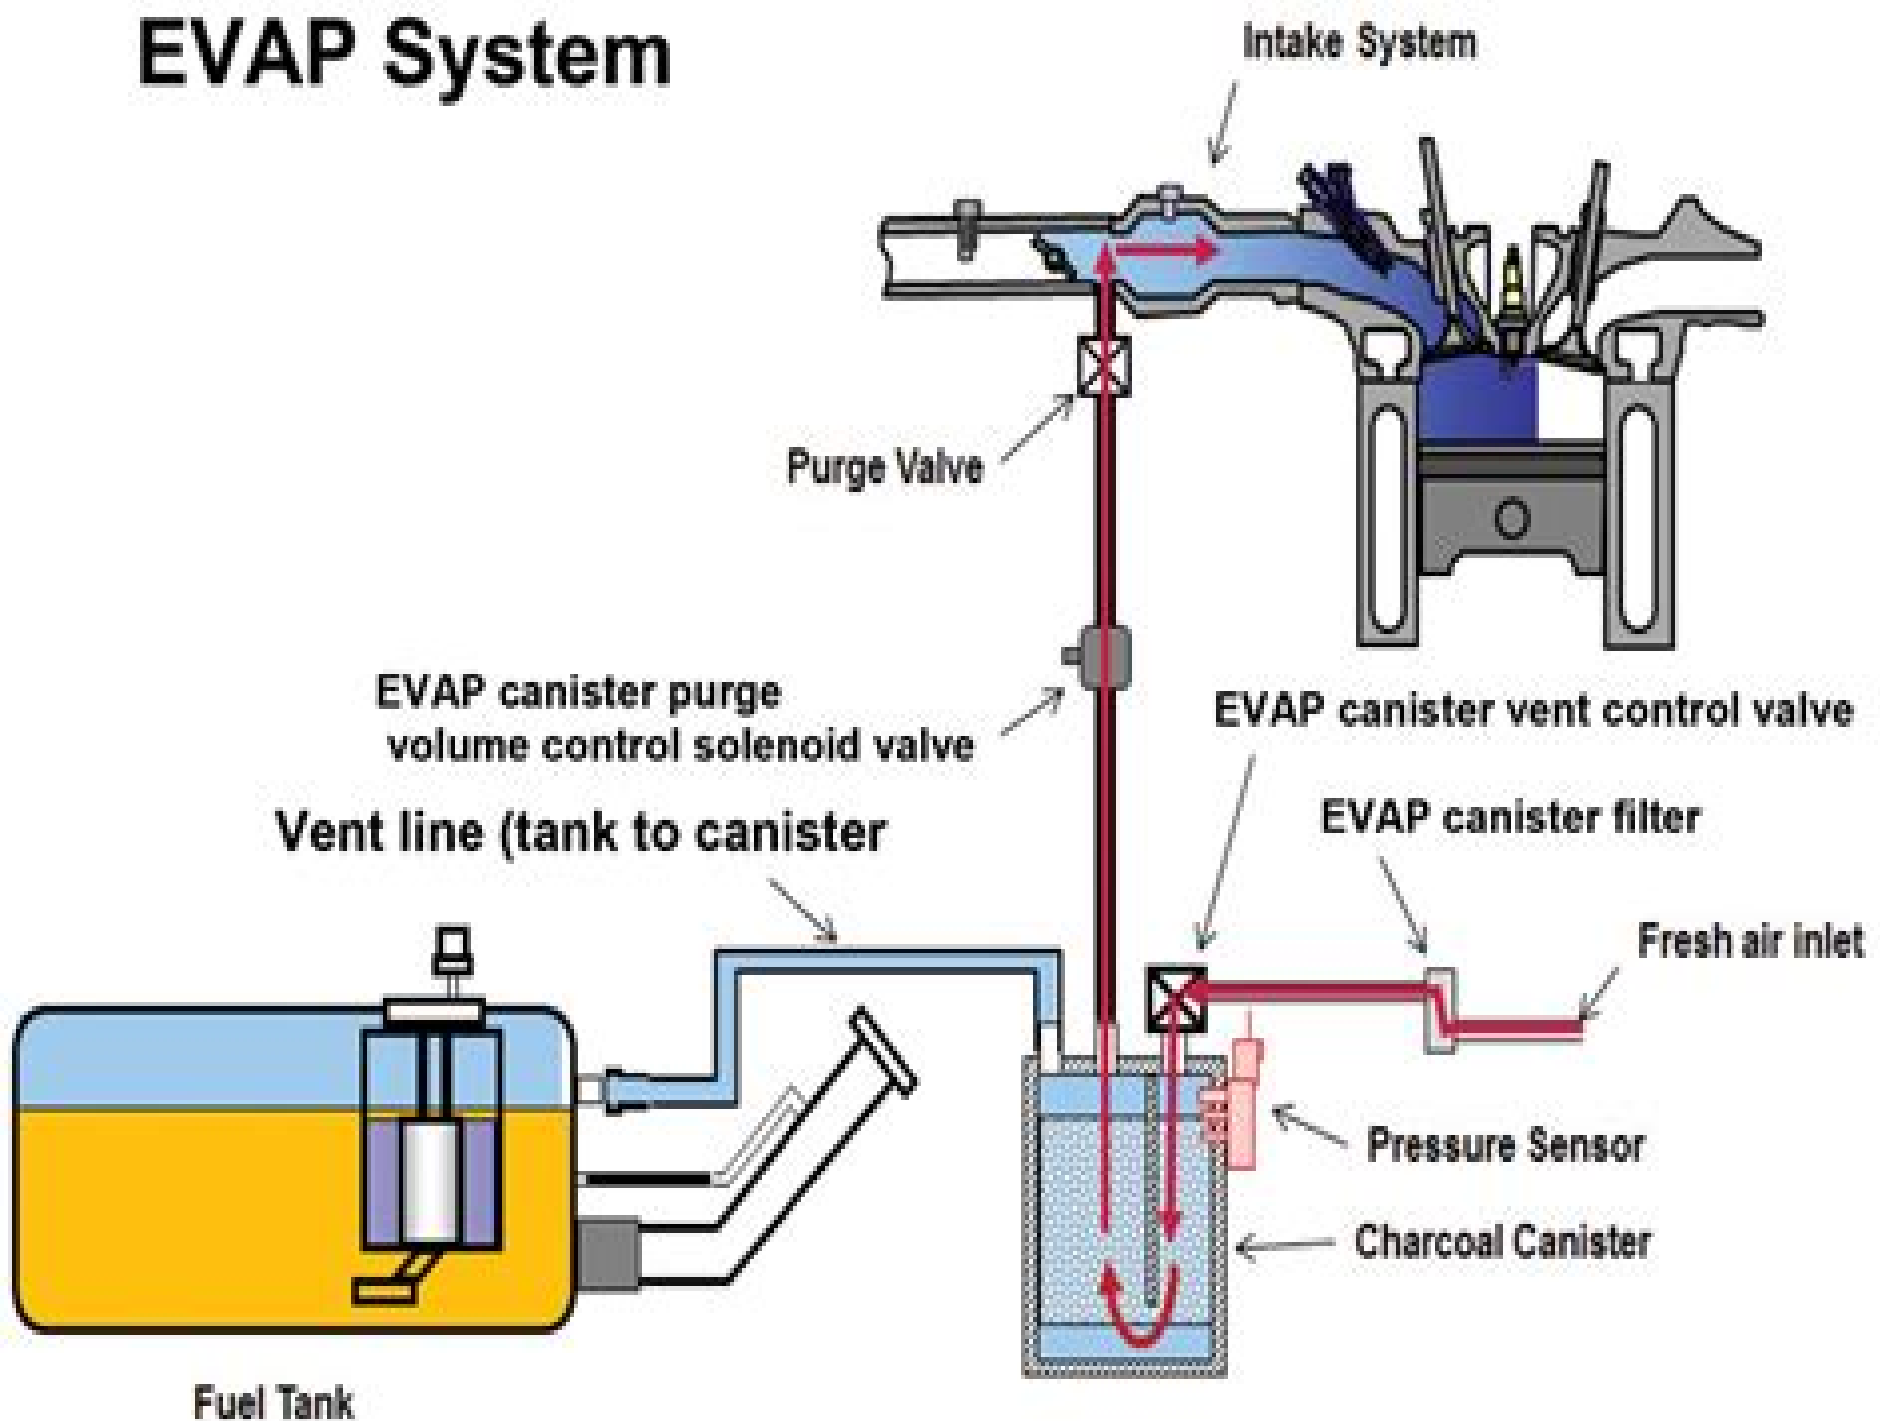 EVAP System
Intake System
Purge Valve
EVAP canister purge
volume control solenoid valve
EVAP canister vent control valve
Vent line (tank to canister
EVAP canister filter
Fresh air inlet
Pressure Sensor
Charcoal Canister
Fuel Tank